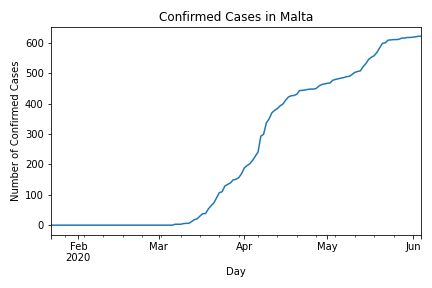 Confirmed Cases in Malta
Number of Confirmed Cases
600
500
400
300
200
100
0
Feb
2020
Mar
Apr
May
Jun
Day